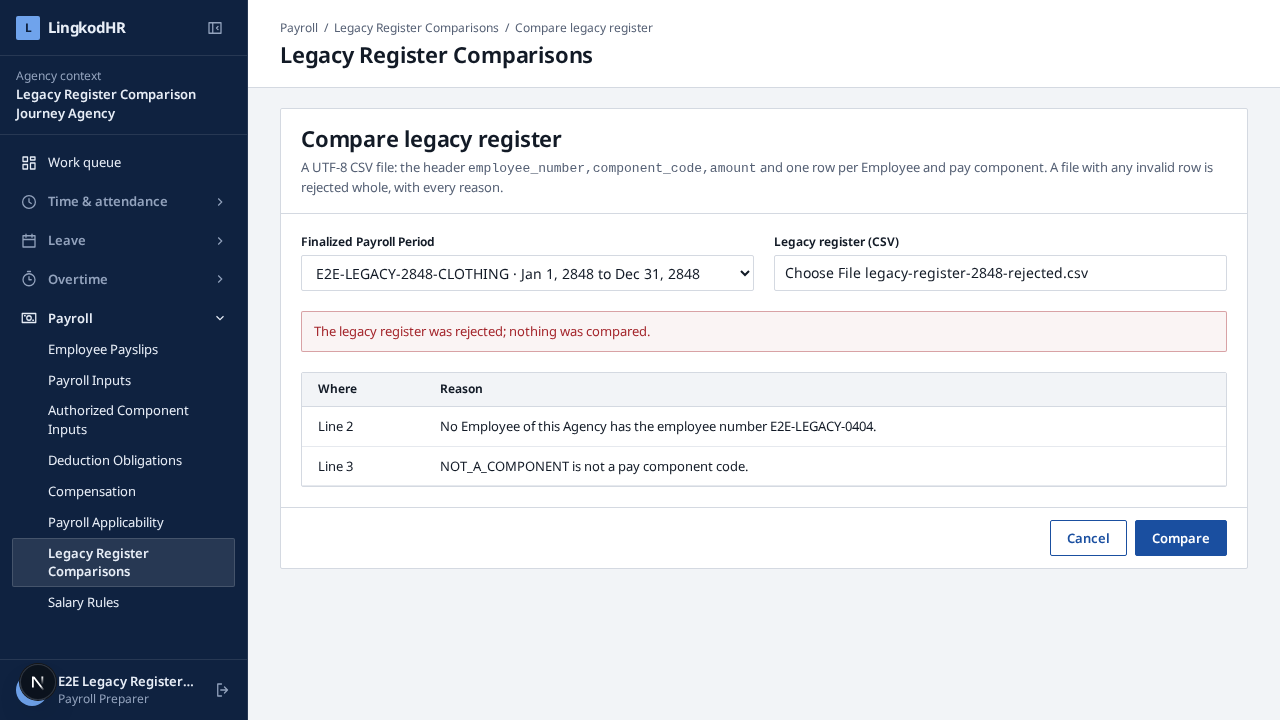 L LingkodHR
Agency context
Legacy Register Comparison
Journey Agency
Work queue
Time & attendance
Leave
Overtime
Payroll
Employee Payslips
Payroll Inputs
Authorized Component
Inputs
Deduction Obligations
Compensation
Payroll Applicability
Legacy Register
Comparisons
Salary Rules
N
E2E Legacy Register…
Payroll Preparer
Payroll / Legacy Register Comparisons / Compare legacy register
Legacy Register Comparisons
Compare legacy register
A UTF-8 CSV file: the header employee_number,component_code,amount and one row per Employee and pay component. A file with any invalid row is
rejected whole, with every reason.
Finalized Payroll Period
E2E-LEGACY-2848-CLOTHING · Jan 1, 2848 to Dec 31, 2848
Legacy register (CSV)
Choose File legacy-register-2848-rejected.csv
The legacy register was rejected; nothing was compared.
Where Reason
Line 2 No Employee of this Agency has the employee number E2E-LEGACY-0404.
Line 3 NOT_A_COMPONENT is not a pay component code.
Cancel Compare